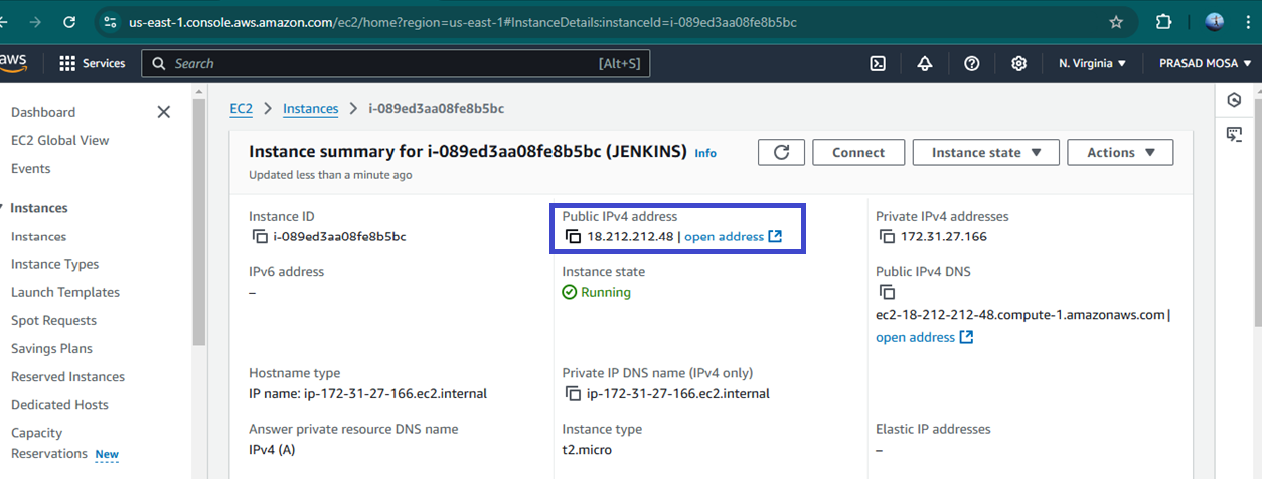 us-east-1.console.aws.amazon.com/ec2/home?region=us-east-1#InstanceDetails:instanceId=i-089ed3aa08fe8b5bc
aws Services Search [Alt+S] N. Virginia PRASAD MOSA
Dashboard
EC2 Global View
Events
Instances
Instances
Instance Types
Launch Templates
Spot Requests
Savings Plans
Reserved Instances
Dedicated Hosts
Capacity
Reservations New
EC2 > Instances > i-089ed3aa08fe8b5bc
Instance summary for i-089ed3aa08fe8b5bc (JENKINS) Info Connect Instance state Actions
Updated less than a minute ago
Instance ID
i-089ed3aa08fe8b5bc
Public IPv4 address
18.212.212.48 | open address
Private IPv4 addresses
172.31.27.166
IPv6 address
–
Instance state
Running
Public IPv4 DNS
ec2-18-212-212-48.compute-1.amazonaws.com |
open address
Hostname type
IP name: ip-172-31-27-166.ec2.internal
Private IP DNS name (IPv4 only)
ip-172-31-27-166.ec2.internal
Answer private resource DNS name
IPv4 (A)
Instance type
t2.micro
Elastic IP addresses
–